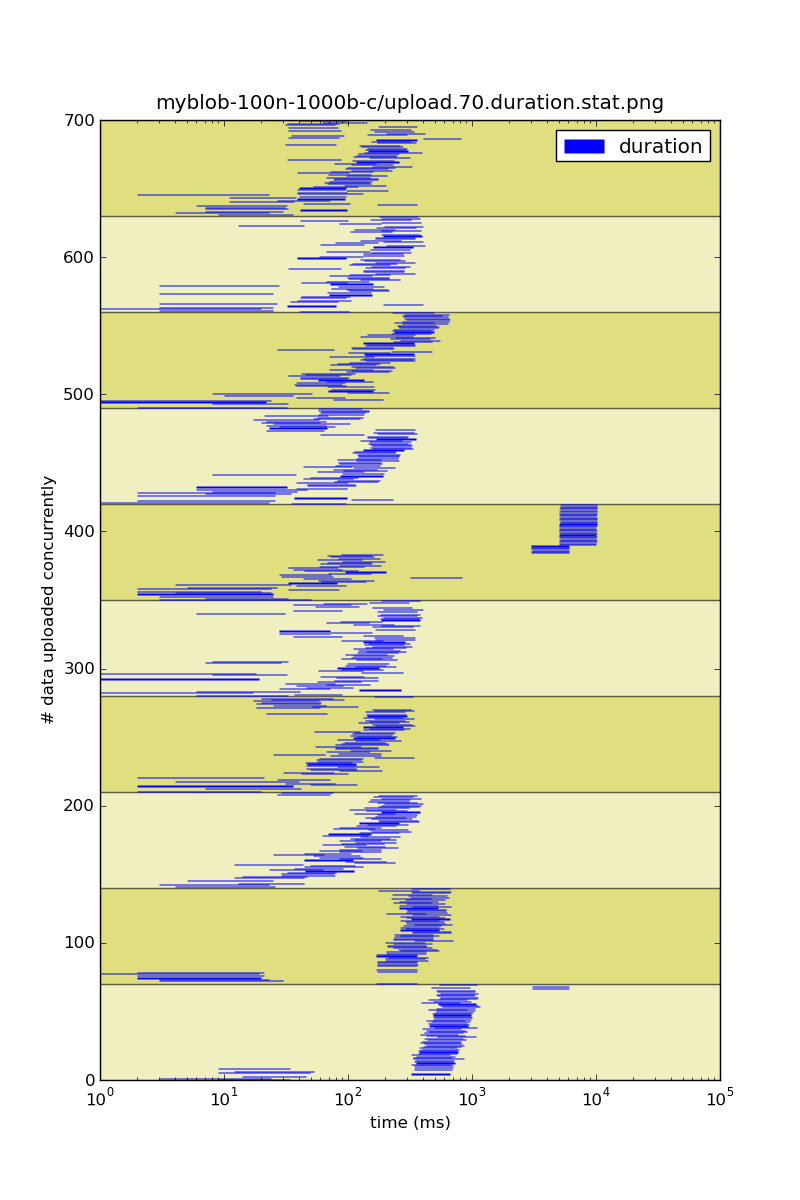 myblob-100n-1000b-c/upload.70.duration.stat.png
duration
700
600
500
400
300
200
100
0
# data uploaded concurrently
10^0 10^1 10^2 10^3 10^4 10^5
time (ms)